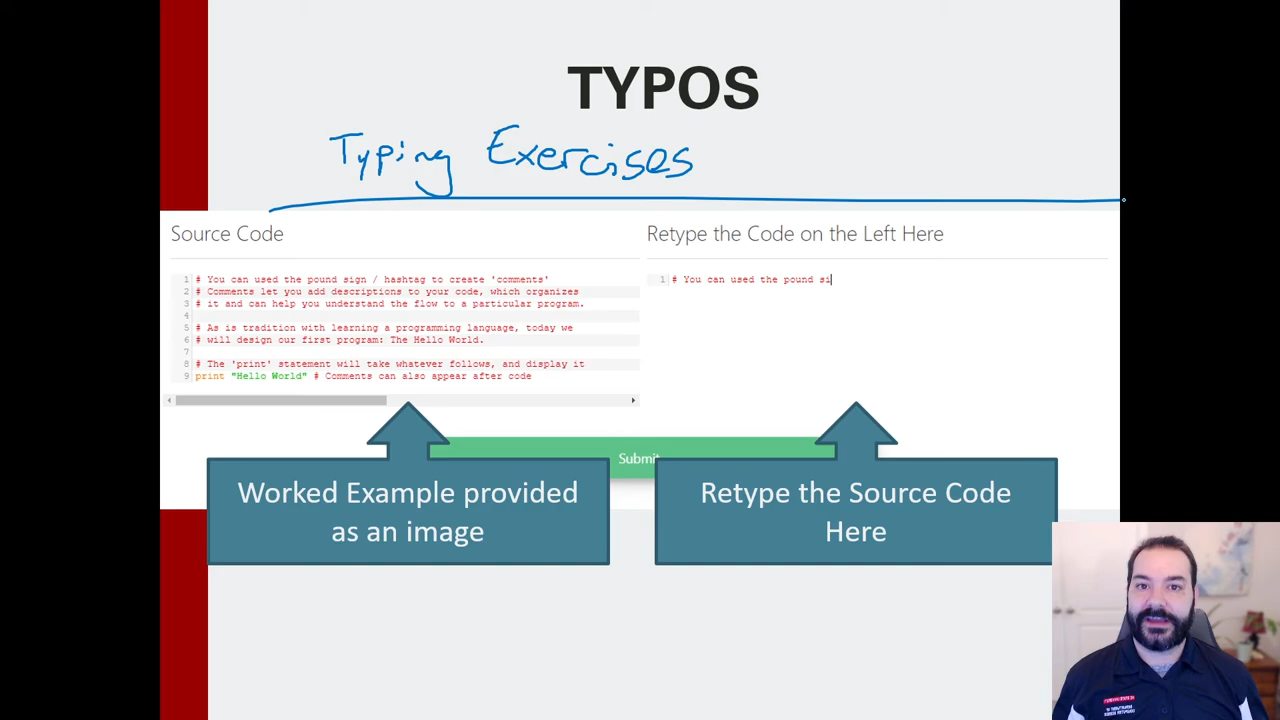 TYPOS
Typing Exercises
Source Code
1 # You can used the pound sign / hashtag to create 'comments'
2 # Comments let you add descriptions to your code, which organizes
3 # it and can help you understand the flow to a particular program.
4
5 # As is tradition with learning a programming language, today we
6 # will design our first program: The Hello World.
7
8 # The 'print' statement will take whatever follows, and display it
9 print "Hello World" # Comments can also appear after code
Retype the Code on the Left Here
1 # You can used the pound si
Submit
Worked Example provided
as an image
Retype the Source Code
Here